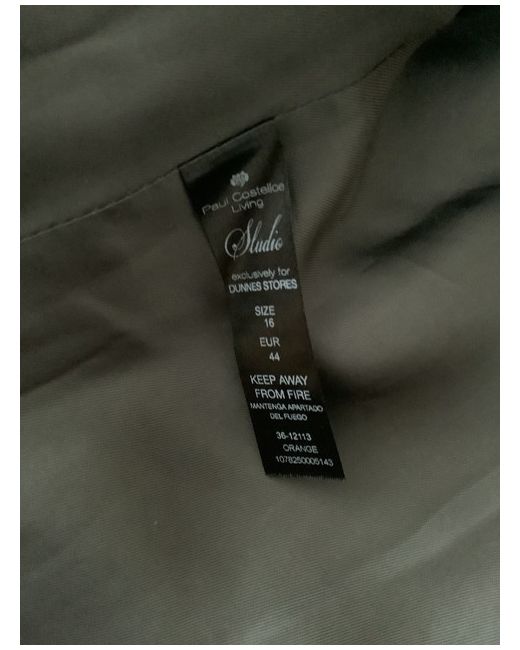 Paul Costelloe
Living
Studio
exclusively for
DUNNES STORES
SIZE
16
EUR
44
KEEP AWAY
FROM FIRE
MANTENGA APARTADO
DEL FUEGO
36-12113
ORANGE
1078250005143